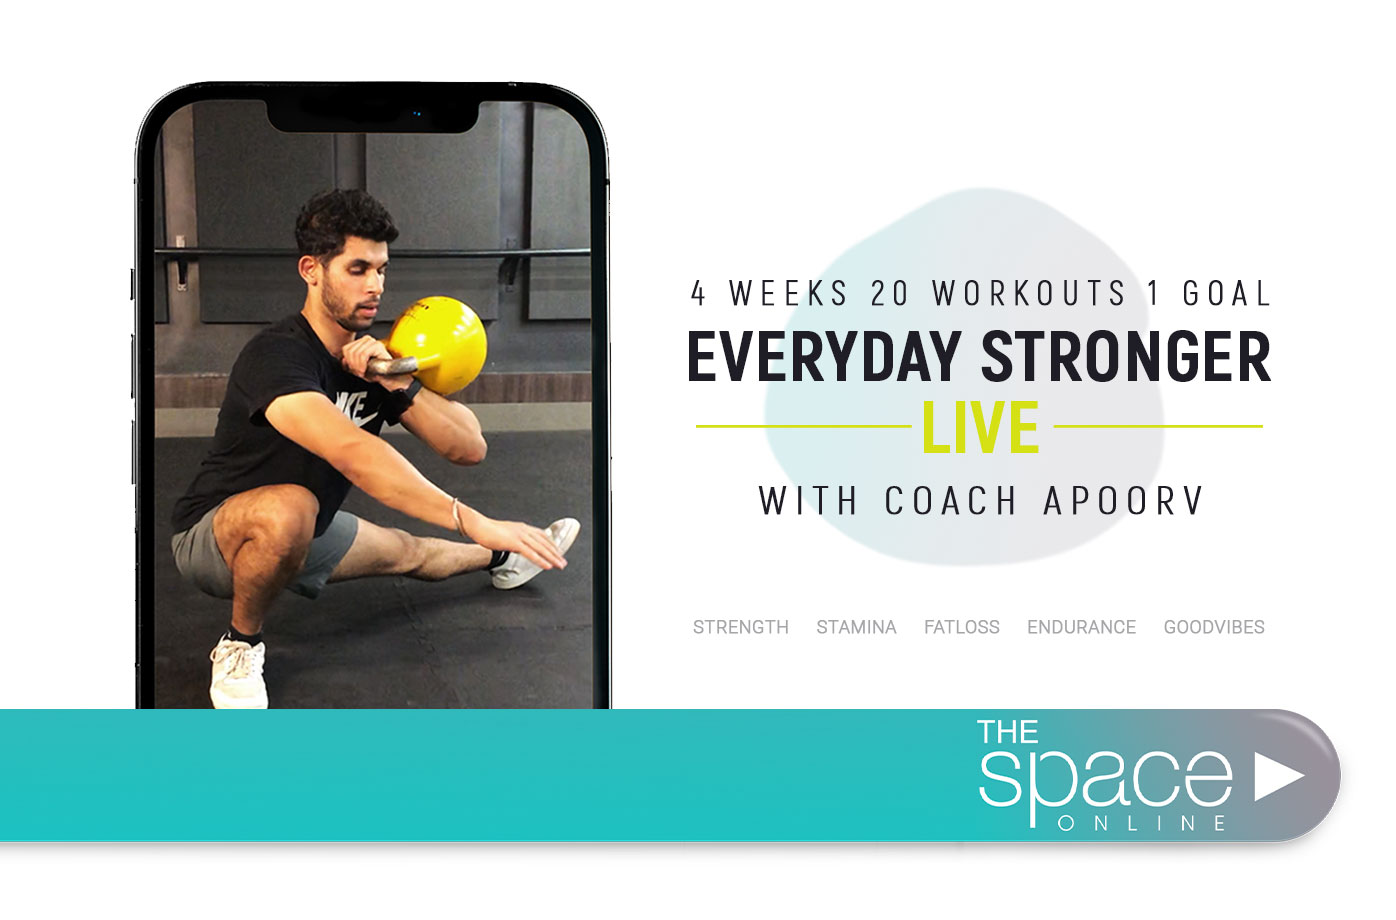 4 WEEKS 20 WORKOUTS 1 GOAL
EVERYDAY STRONGER
LIVE
WITH COACH APOORV
STRENGTH STAMINA FATLOSS ENDURANCE GOODVIBES
THE
space
ONLINE